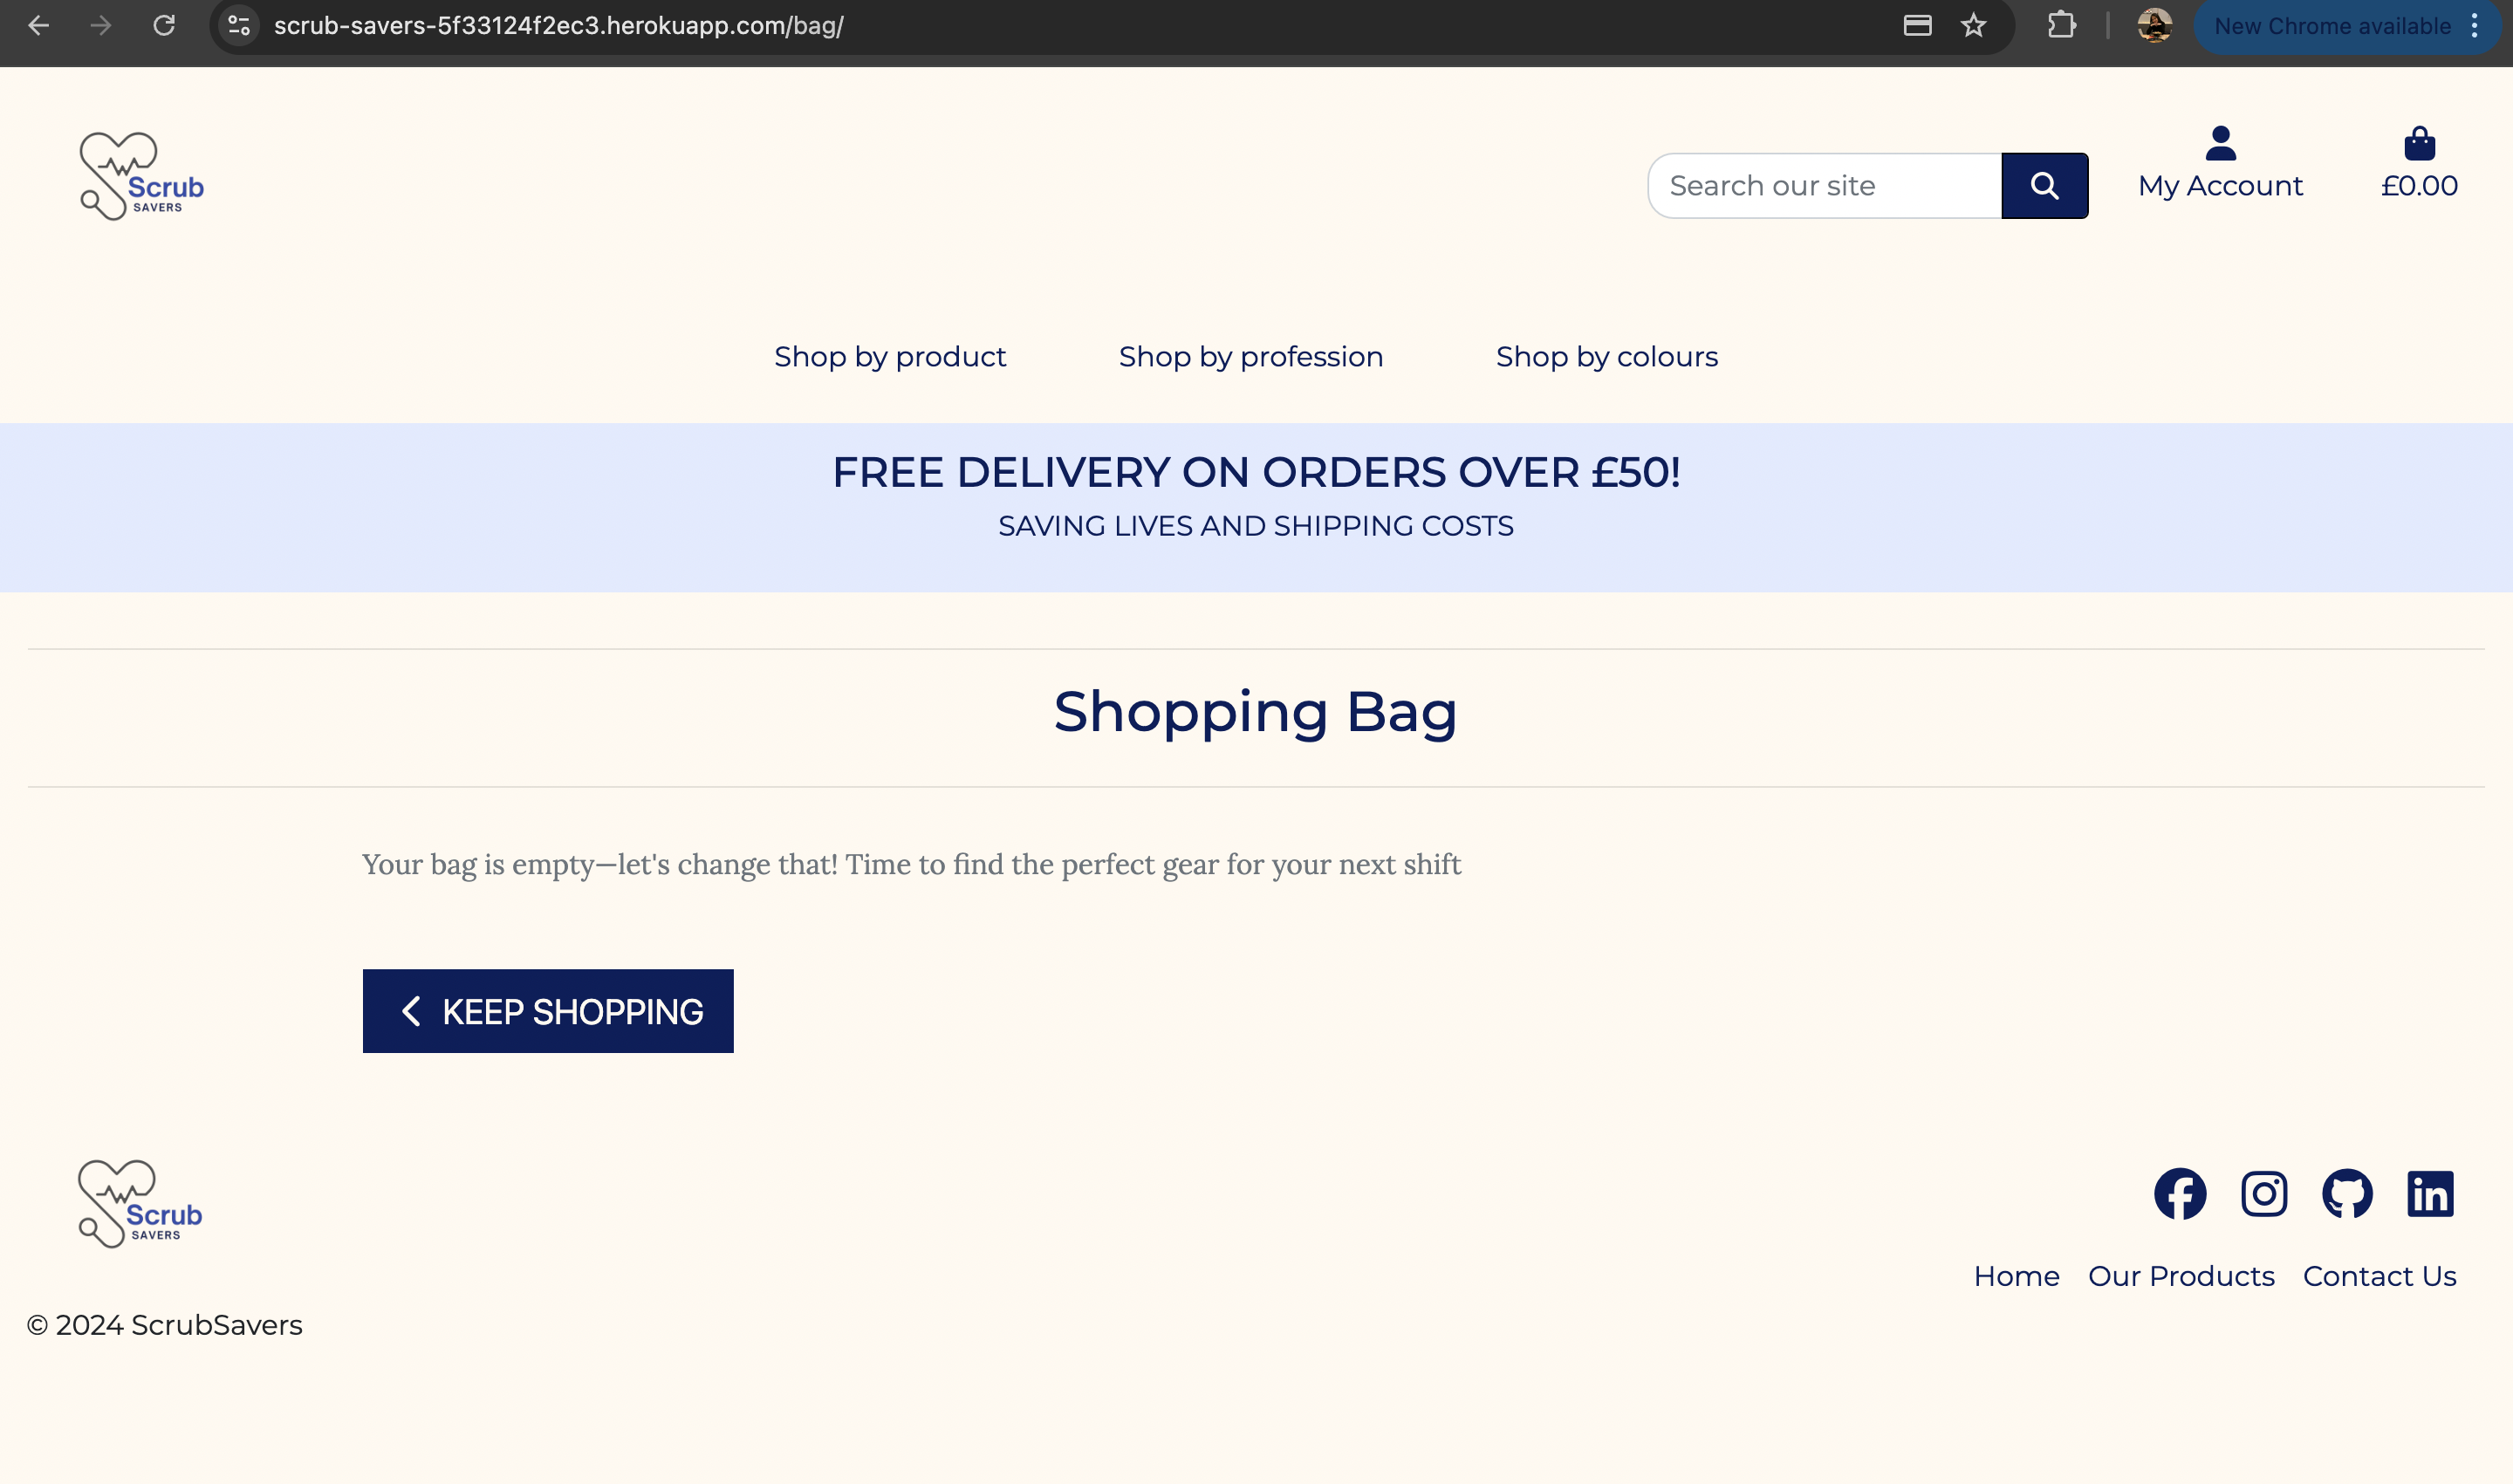 scrub-savers-5f33124f2ec3.herokuapp.com/bag/
New Chrome available
Scrub
SAVERS
Search our site
My Account
£0.00
Shop by product
Shop by profession
Shop by colours
FREE DELIVERY ON ORDERS OVER £50!
SAVING LIVES AND SHIPPING COSTS
Shopping Bag
Your bag is empty—let's change that! Time to find the perfect gear for your next shift
KEEP SHOPPING
Scrub
SAVERS
Home
Our Products
Contact Us
© 2024 ScrubSavers